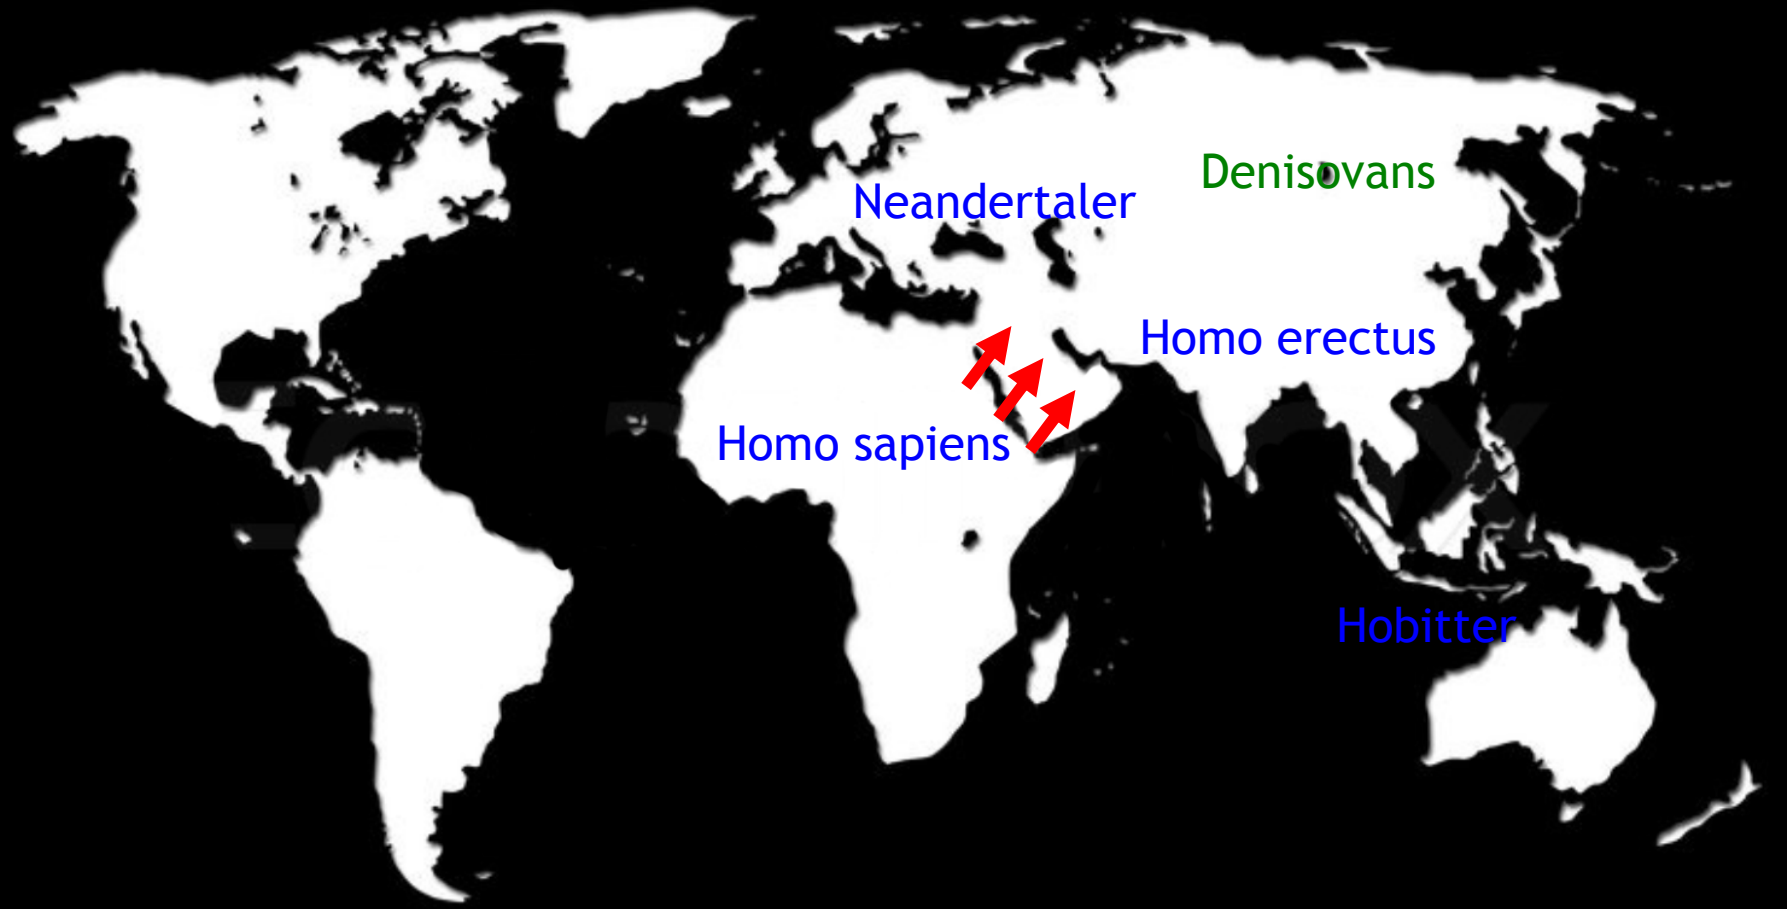 Denisovans
Neandertaler
Homo erectus
Homo sapiens
Hobitter